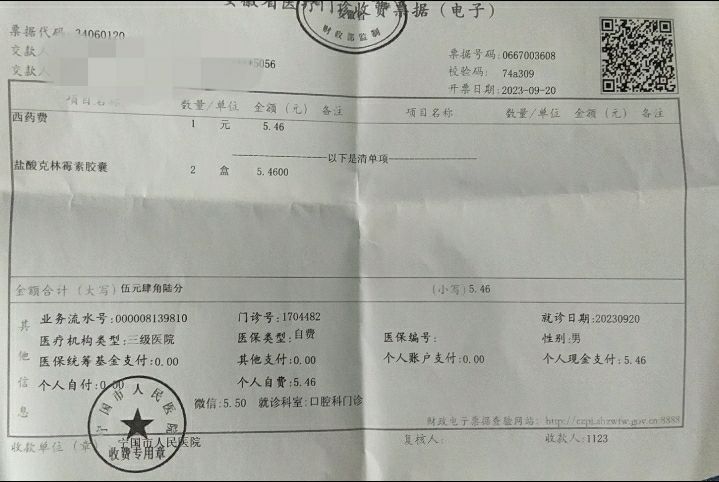 安徽省医疗门诊收费票据（电子）
财政部监制
票据代码：34060120
票据号码：0667003608
交款人
校验码：74a309
交款人 ****5056
开票日期：2023-09-20
项目名称 数量/单位 金额（元） 备注 项目名称 数量/单位 金额（元） 备注
西药费 1 元 5.46
以下是清单项
盐酸克林霉素胶囊 2 盒 5.4600
金额合计（大写）伍元肆角陆分 （小写）5.46
其他信息
业务流水号：000008139810 门诊号：1704482 就诊日期：20230920
医疗机构类型：三级医院 医保类型：自费 医保编号： 性别：男
医保统筹基金支付：0.00 其他支付：0.00 个人账户支付：0.00 个人现金支付：5.46
个人自付：0.00 个人自费：5.46
微信：5.50 就诊科室：口腔科门诊
宁国市人民医院
收费专用章
财政电子票据查验网站：http://czpj.ahzwfw.gov.cn:8888
收款单位（章 宁国市人民医院 复核人： 收款人：1123